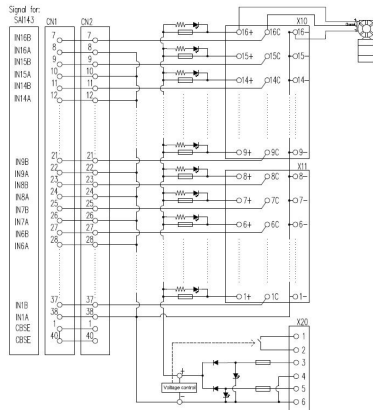 Signal for:
SAI143 CN1 CN2
X10
IN16B 7 7 16+ 16C 16-
IN16A 8 8
IN15B 9 9 15+ 15C 15-
IN15A 10 10
IN14B 11 11 14+ 14C 14-
IN14A 12 12
IN9B 21 21 9+ 9C 9-
X11
IN9A 22 22
IN8B 23 23 8+ 8C 8-
IN8A 24 24
IN7B 25 25 7+ 7C 7-
IN7A 26 26
IN6B 27 27 6+ 6C 6-
IN6A 28 28
IN1B 37 37 1+ 1C 1-
IN1A 38 38
CBSE 1 1
CBSE 40 40
X20
1
2
3
+ 4
Voltage control 5
- 6